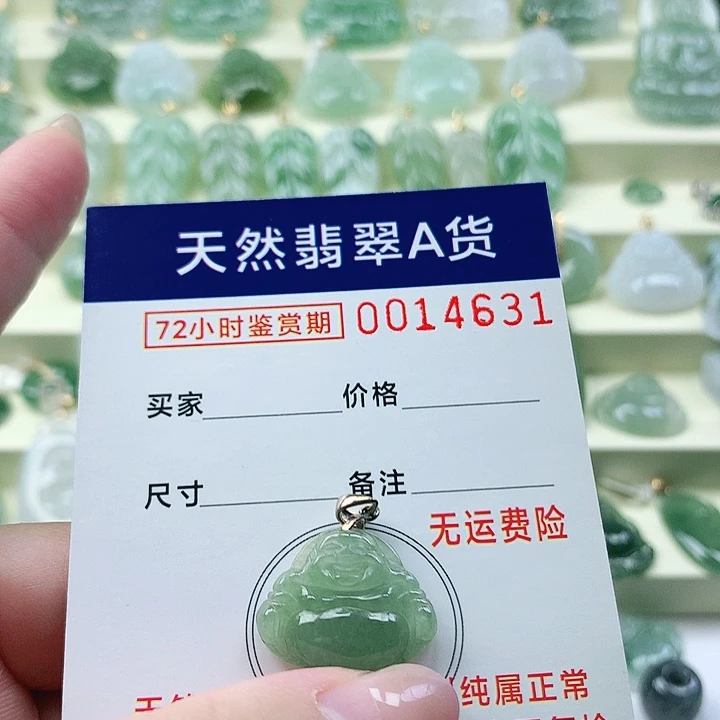 天然翡翠A货
72小时鉴赏期 0014631
买家 价格
尺寸 备注
无运费险
纯属正常